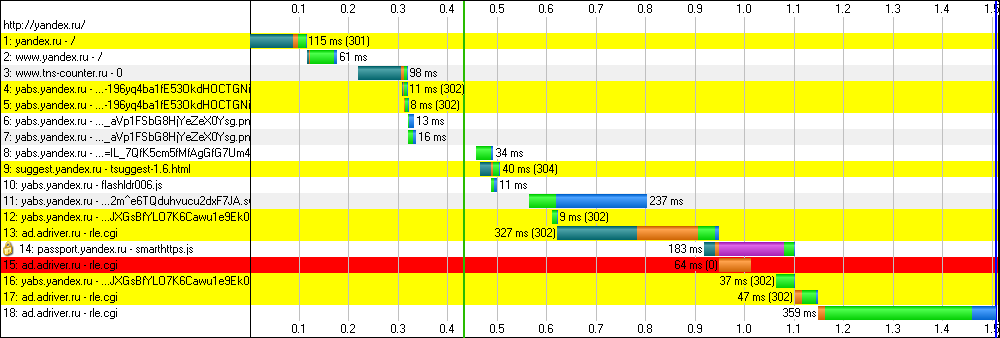 0.1 0.2 0.3 0.4 0.5 0.6 0.7 0.8 0.9 1.0 1.1 1.2 1.3 1.4 1.5
http://yandex.ru/
1: yandex.ru - / 115 ms (301)
2: www.yandex.ru - / 61 ms
3: www.tns-counter.ru - 0 98 ms
4: yabs.yandex.ru - ...-196yq4ba1fE53OkdHOCTGNi 11 ms (302)
5: yabs.yandex.ru - ...-196yq4ba1fE53OkdHOCTGNi 8 ms (302)
6: yabs.yandex.ru - ..._aVp1FSbG8HjYeZeX0Ysg.pn 13 ms
7: yabs.yandex.ru - ..._aVp1FSbG8HjYeZeX0Ysg.pn 16 ms
8: yabs.yandex.ru - ...=IL_7QfK5cm5fMfAgGfG7Um4 34 ms
9: suggest.yandex.ru - tsuggest-1.6.html 40 ms (304)
10: yabs.yandex.ru - flashldr006.js 11 ms
11: yabs.yandex.ru - ...2m^e6TQduhvucu2dxF7JA.s 237 ms
12: yabs.yandex.ru - ...JXGsBfYLO7K6Cawu1e9Ek0 9 ms (302)
13: ad.adriver.ru - rle.cgi 327 ms (302)
14: passport.yandex.ru - smarthttps.js 183 ms
15: ad.adriver.ru - rle.cgi 64 ms (0)
16: yabs.yandex.ru - ...JXGsBfYLO7K6Cawu1e9Ek0 37 ms (302)
17: ad.adriver.ru - rle.cgi 47 ms (302)
18: ad.adriver.ru - rle.cgi 359 ms
0.1 0.2 0.3 0.4 0.5 0.6 0.7 0.8 0.9 1.0 1.1 1.2 1.3 1.4 1.5